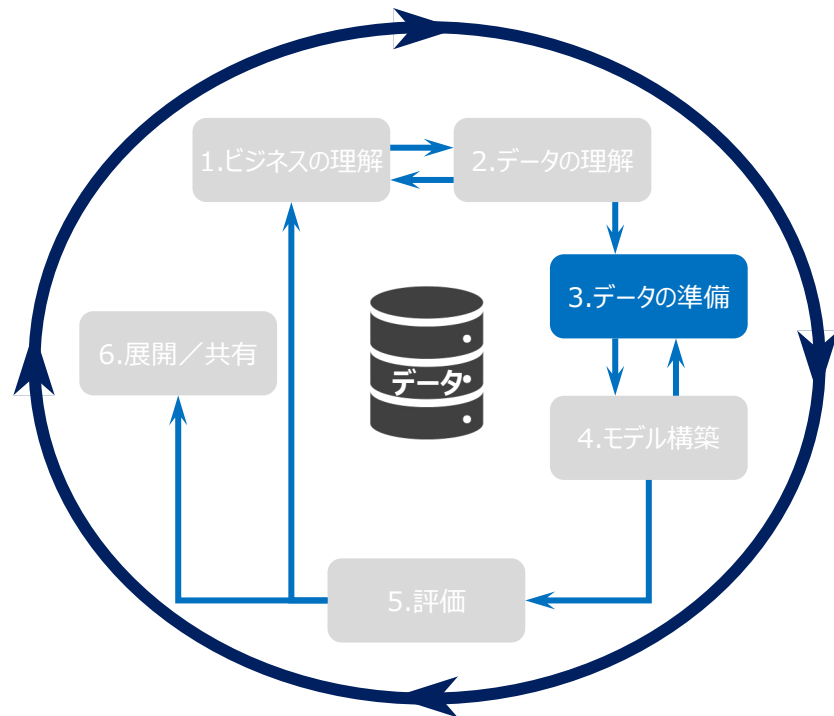 1.ビジネスの理解
2.データの理解
3.データの準備
6.展開／共有
データ
4.モデル構築
5.評価